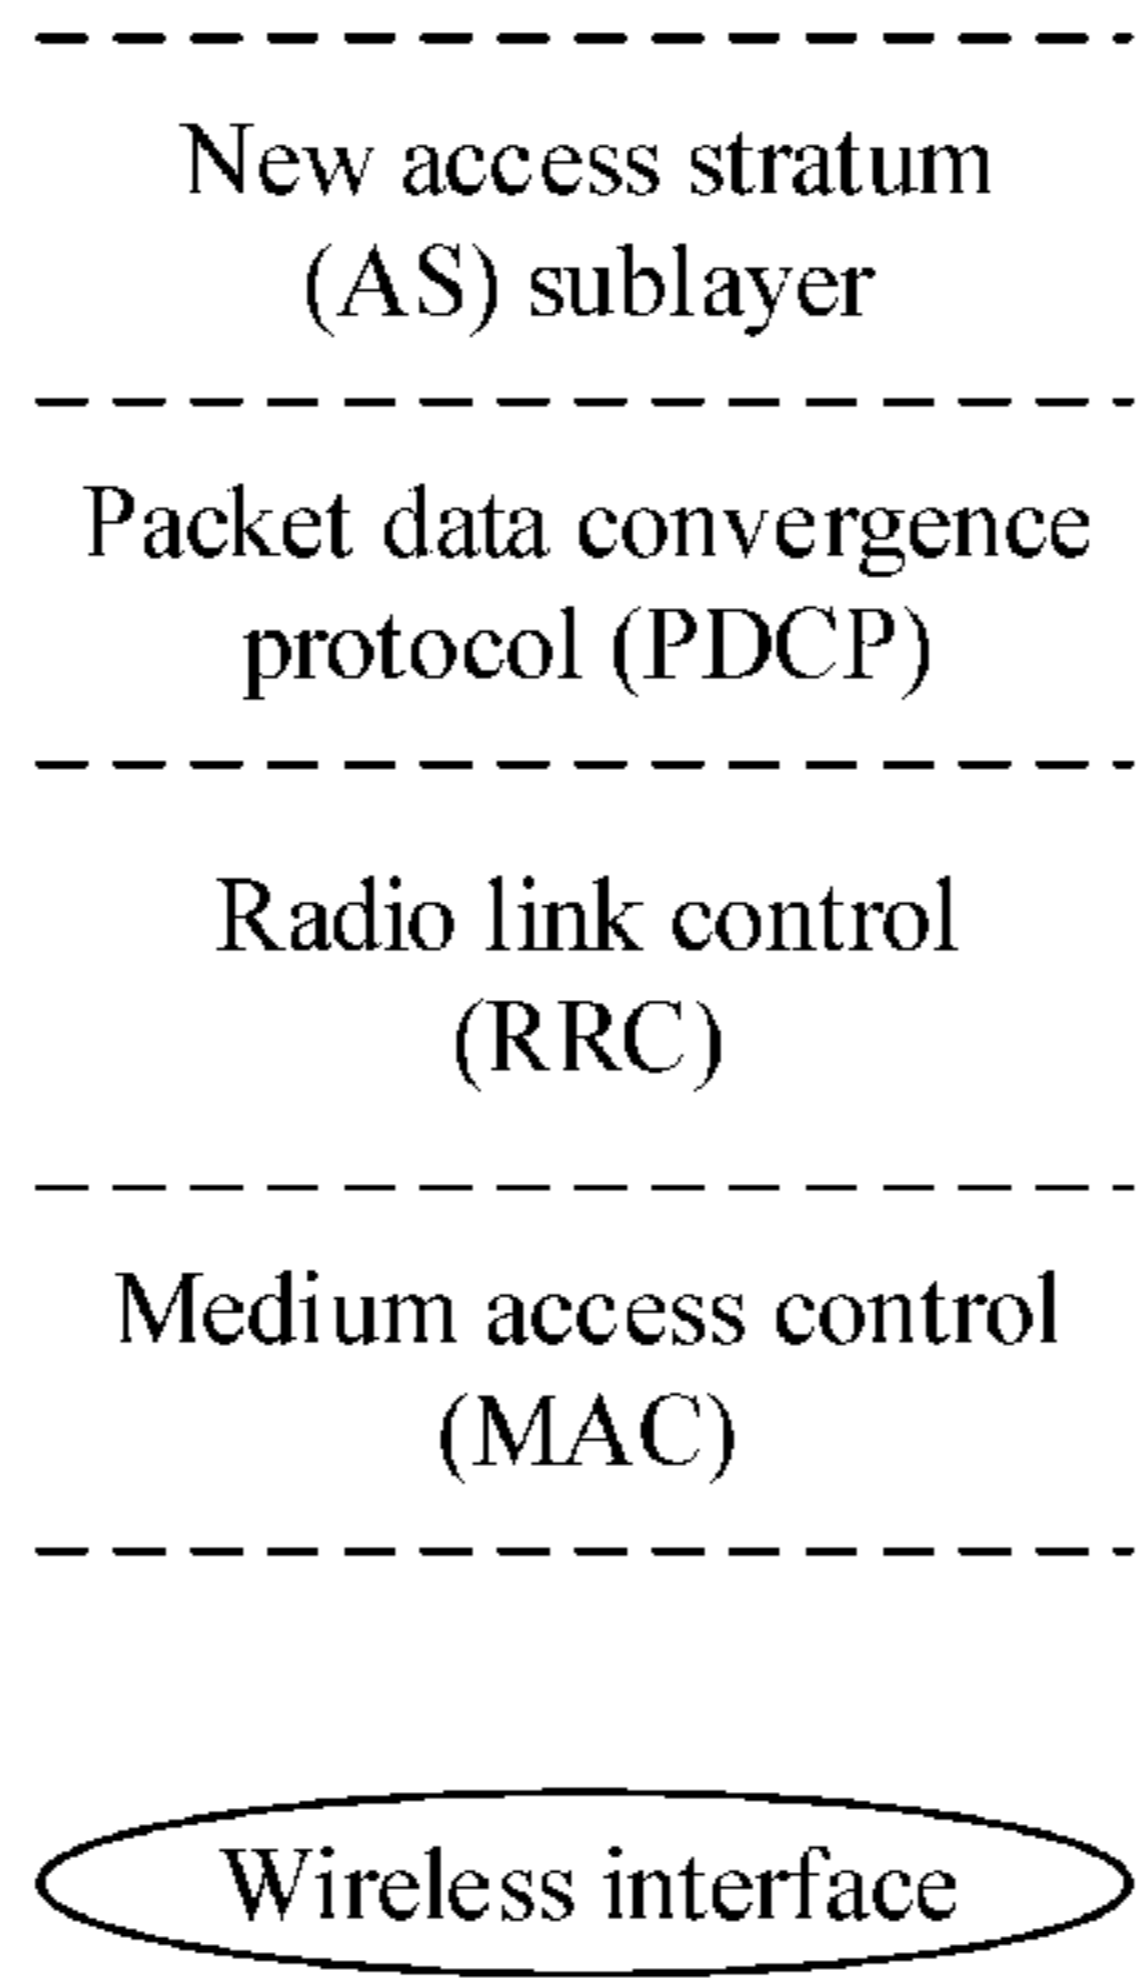 New access stratum
(AS) sublayer
Packet data convergence
protocol (PDCP)
Radio link control
(RRC)
Medium access control
(MAC)
Wireless interface